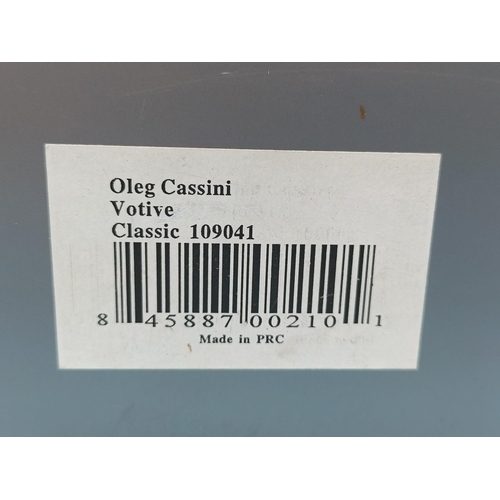 Oleg Cassini
Votive
Classic 109041
8 45887 00210 1
Made in PRC